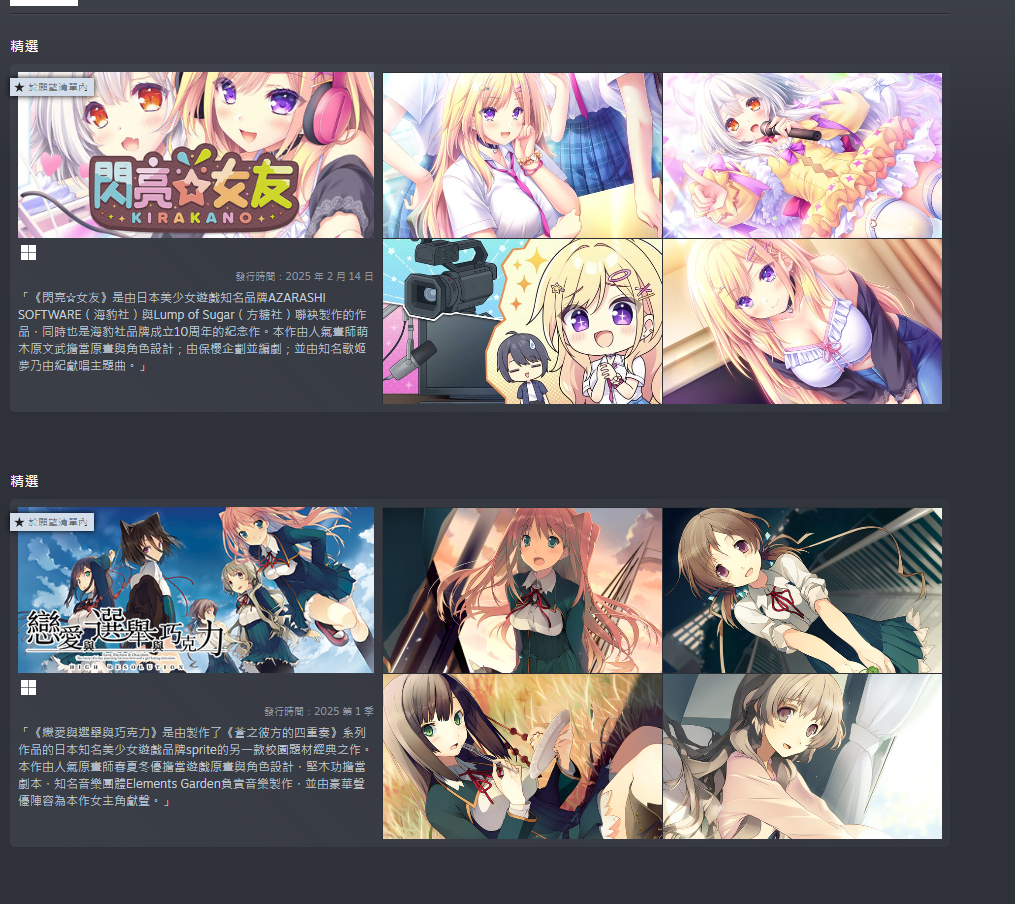 精選
★ 於願望清單內
閃亮☆女友
KIRAKANO
發行時間：2025 年 2 月 14 日
「《閃亮☆女友》是由日本美少女遊戲知名品牌AZARASHI
SOFTWARE（海豹社）與Lump of Sugar（方糖社）聯袂製作的作
品，同時也是海豹社品牌成立10周年的紀念作。本作由人氣畫師萌
木原文武擔當原畫與角色設計；由保櫻企劃並編劇；並由知名歌姬
夢乃由紀獻唱主題曲。」
精選
★ 於願望清單內
戀愛與選舉與巧克力
HIGH RESOLUTION
發行時間：2025 第 1 季
「《戀愛與選舉與巧克力》是由製作了《蒼之彼方的四重奏》系列
作品的日本知名美少女遊戲品牌sprite的另一款校園題材經典之作。
本作由人氣原畫師春夏冬優擔當遊戲原畫與角色設計，堅木功擔當
劇本，知名音樂團體Elements Garden負責音樂製作，並由豪華聲
優陣容為本作女主角獻聲。」